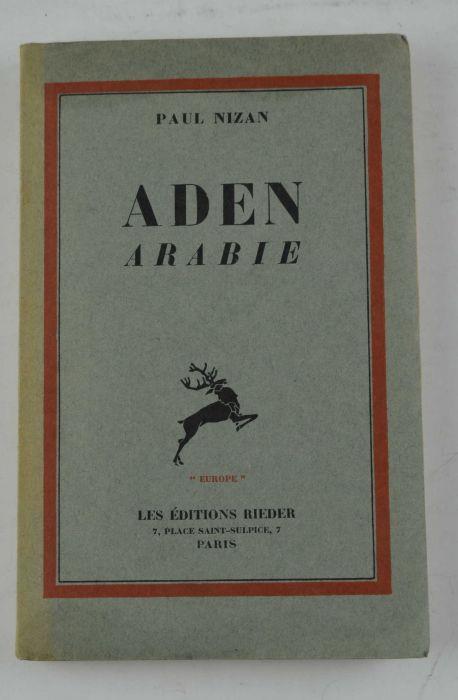 PAUL NIZAN
ADEN
ARABIE
" EUROPE "
LES ÉDITIONS RIEDER
7, PLACE SAINT-SULPICE, 7
PARIS